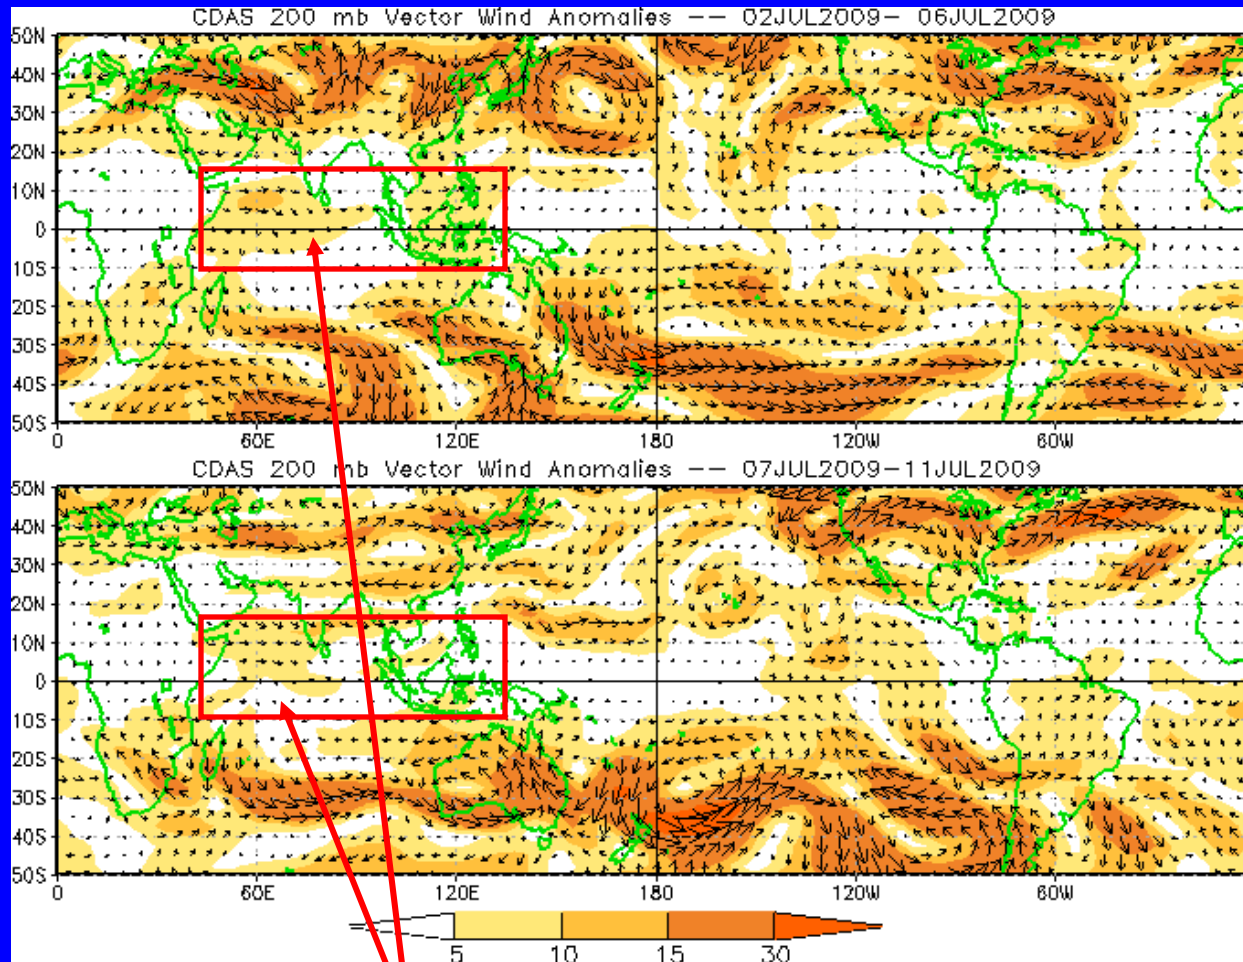 CDAS 200 mb Vector Wind Anomalies -- 02JUL2009- 06JUL2009
50N
40N
30N
20N
10N
0
10S
20S
30S
40S
50S
0 60E 120E 180 120W 60W
CDAS 200 mb Vector Wind Anomalies -- 07JUL2009-11JUL2009
50N
40N
30N
20N
10N
0
10S
20S
30S
40S
50S
0 60E 120E 180 120W 60W
5 10 15 30